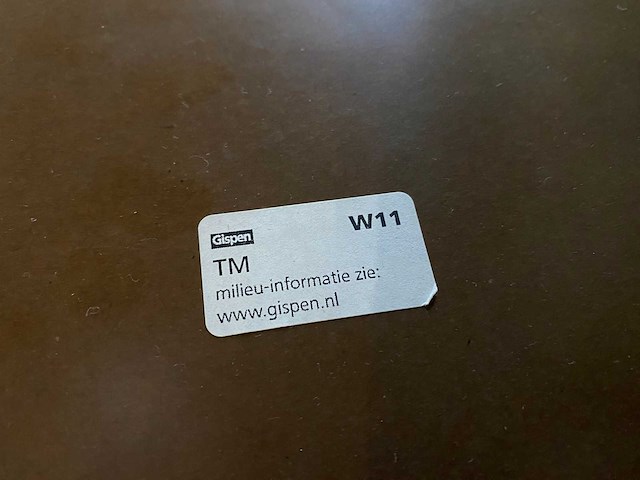 Gispen W11
TM
milieu-informatie zie:
www.gispen.nl